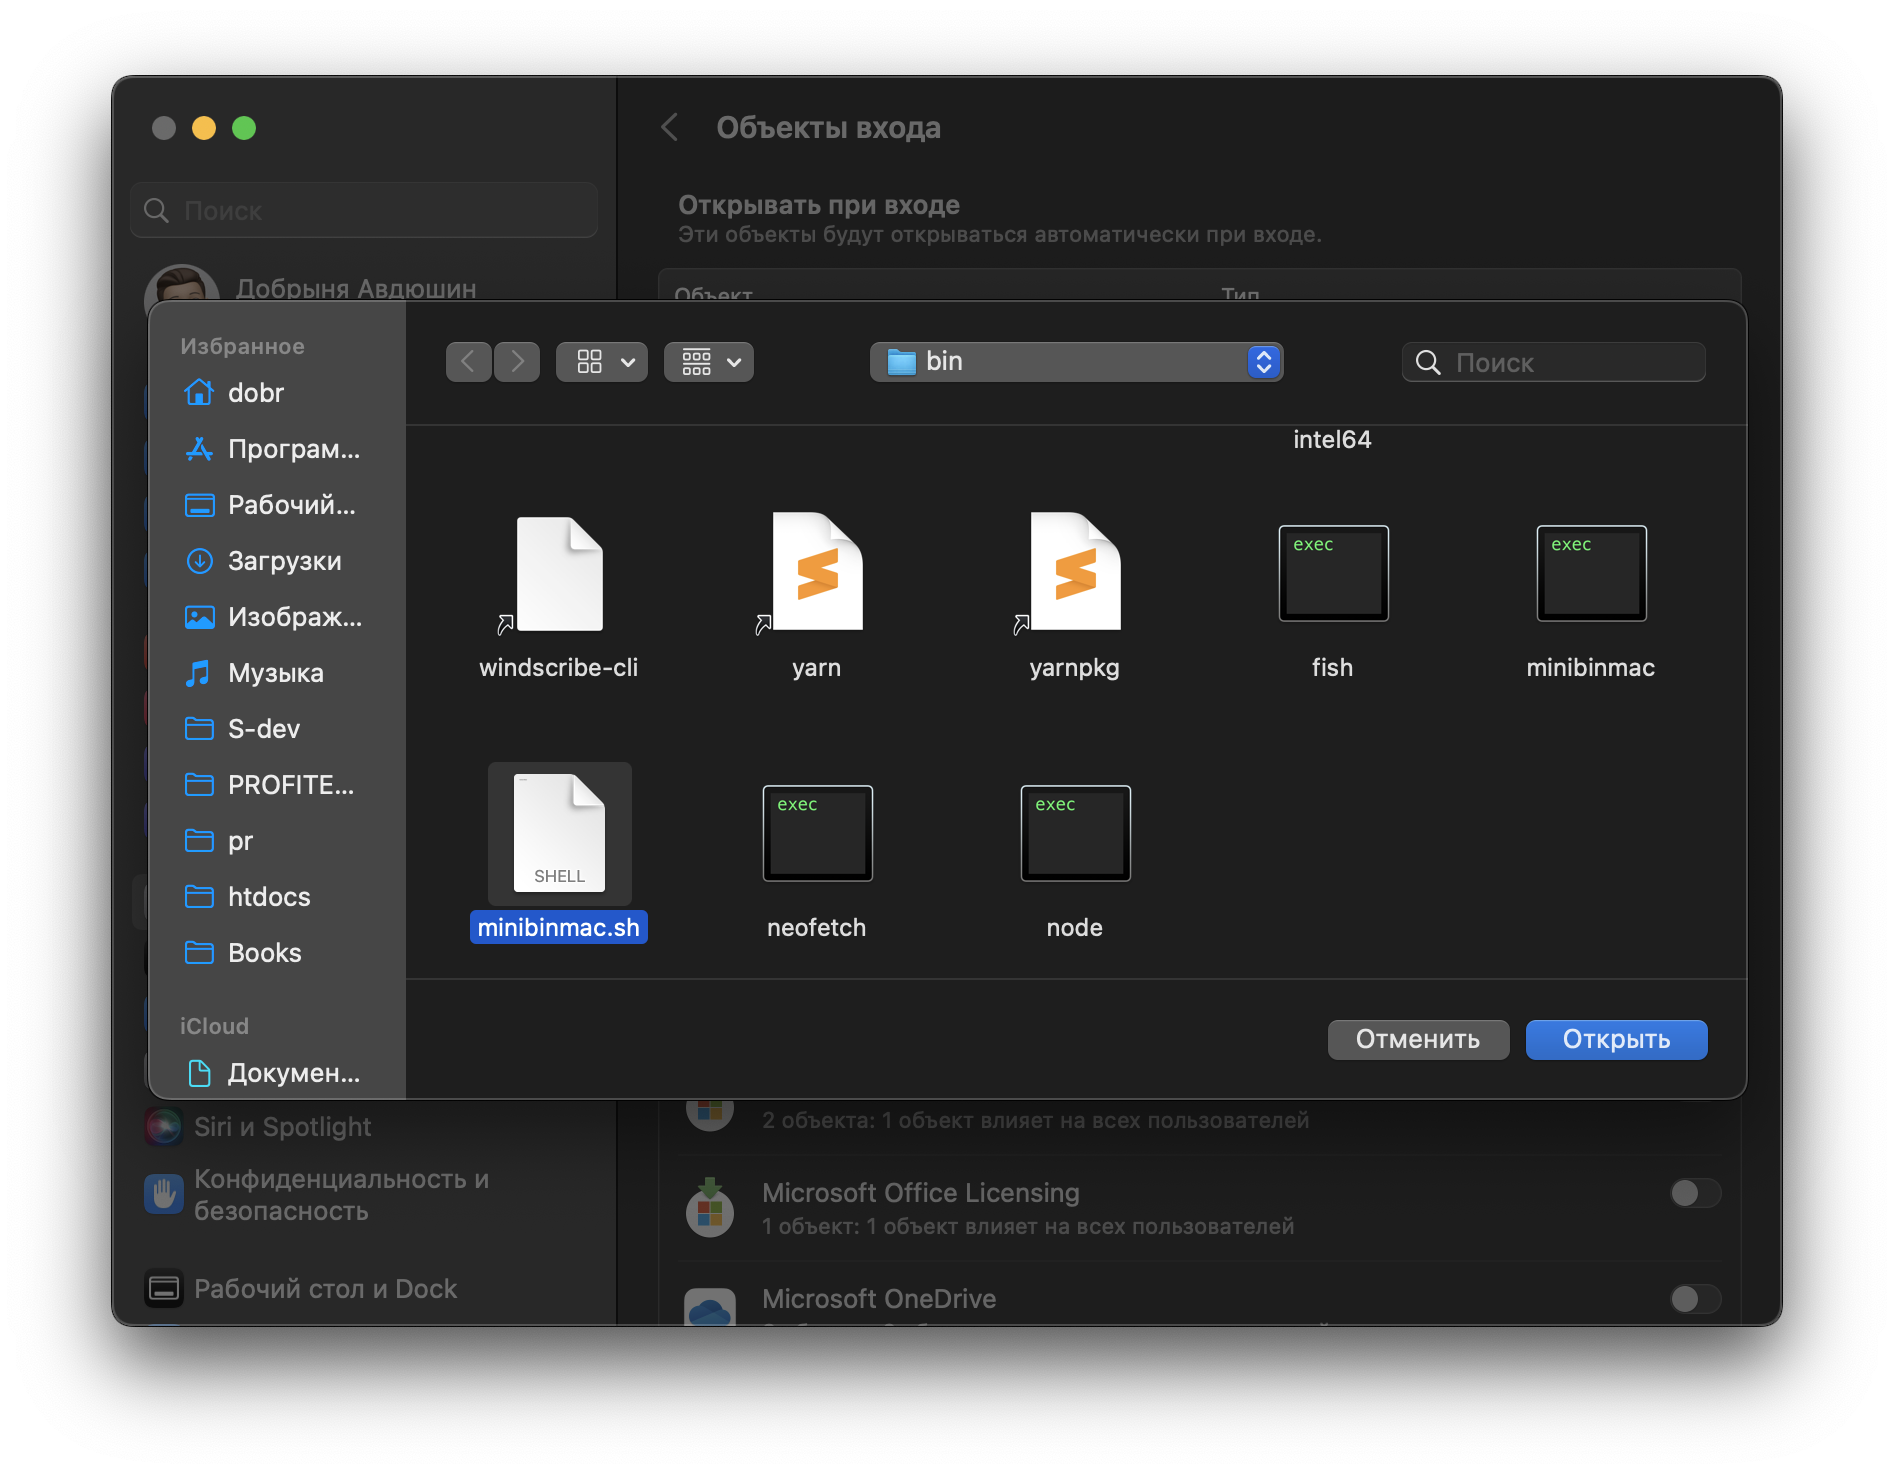 Объекты входа
Поиск
Открывать при входе
Эти объекты будут открываться автоматически при входе.
Добрыня Авдюшин
Объект
Тип
Избранное
dobr
Програм...
Рабочий...
Загрузки
Изображ...
Музыка
S-dev
PROFITE...
pr
htdocs
Books
iCloud
Докумен...
bin
Поиск
intel64
exec
exec
windscribe-cli
yarn
yarnpkg
fish
minibinmac
SHELL
exec
exec
minibinmac.sh
neofetch
node
Отменить
Открыть
Siri и Spotlight
Конфиденциальность и
безопасность
Рабочий стол и Dock
2 объекта: 1 объект влияет на всех пользователей
Microsoft Office Licensing
1 объект: 1 объект влияет на всех пользователей
Microsoft OneDrive